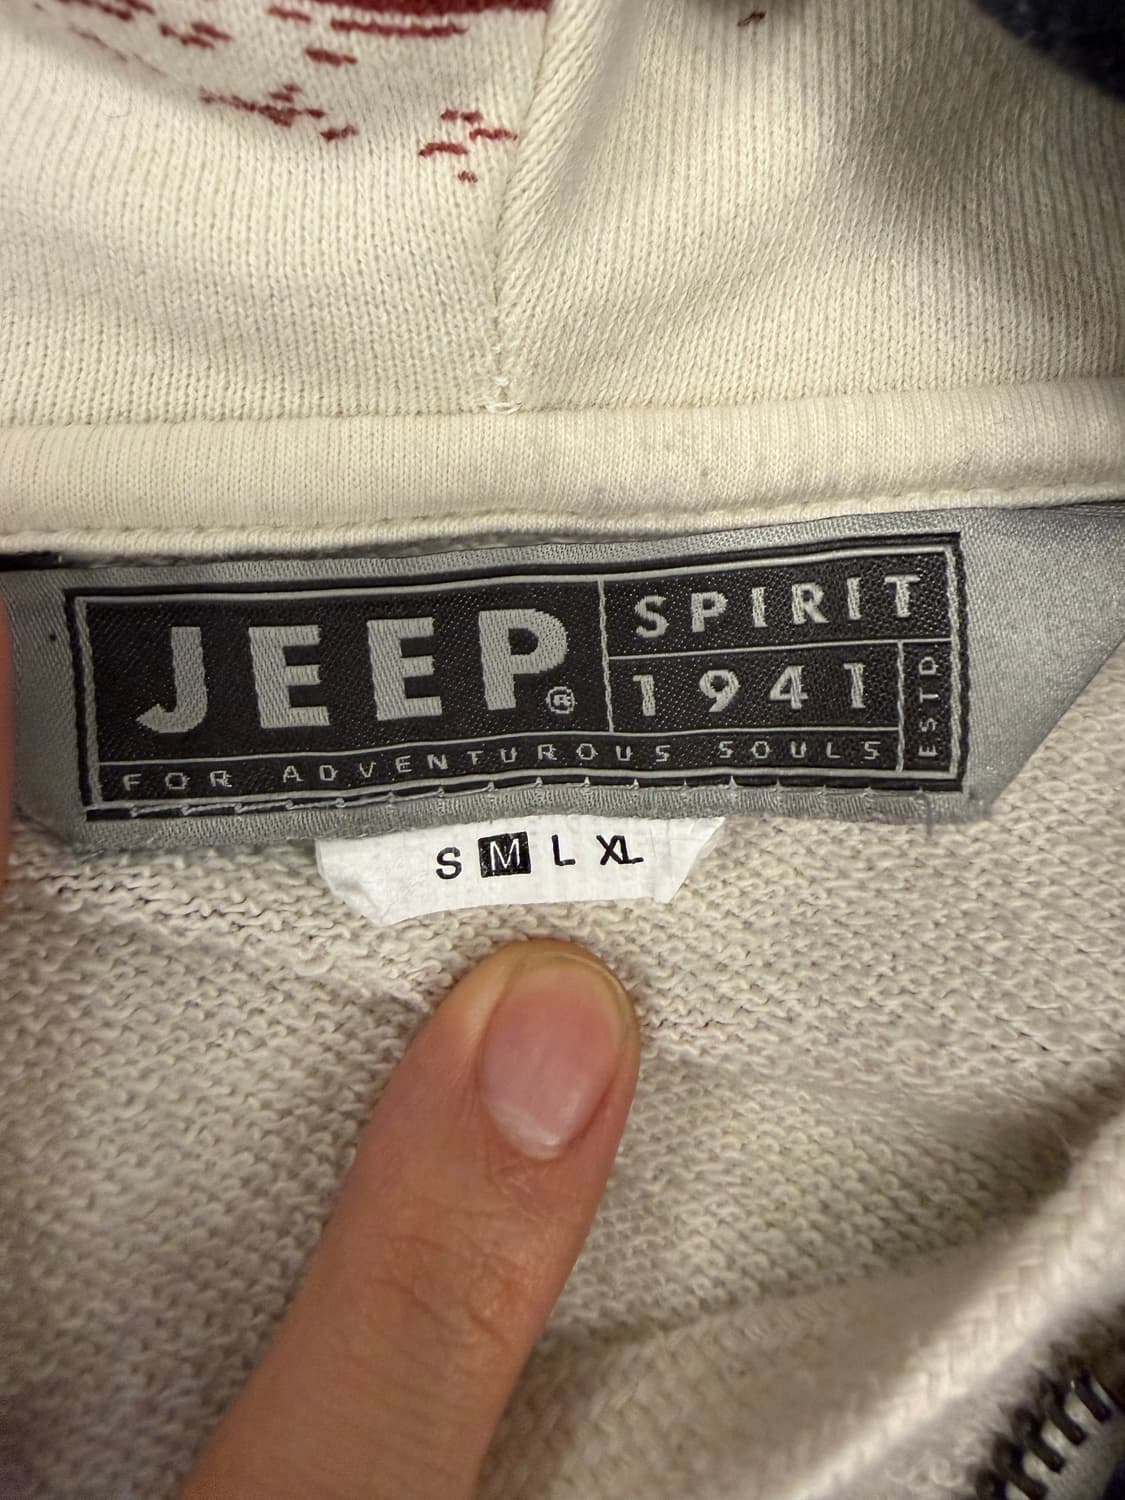 JEEP®
SPIRIT
1941
ESTD
FOR ADVENTUROUS SOULS
S M L XL